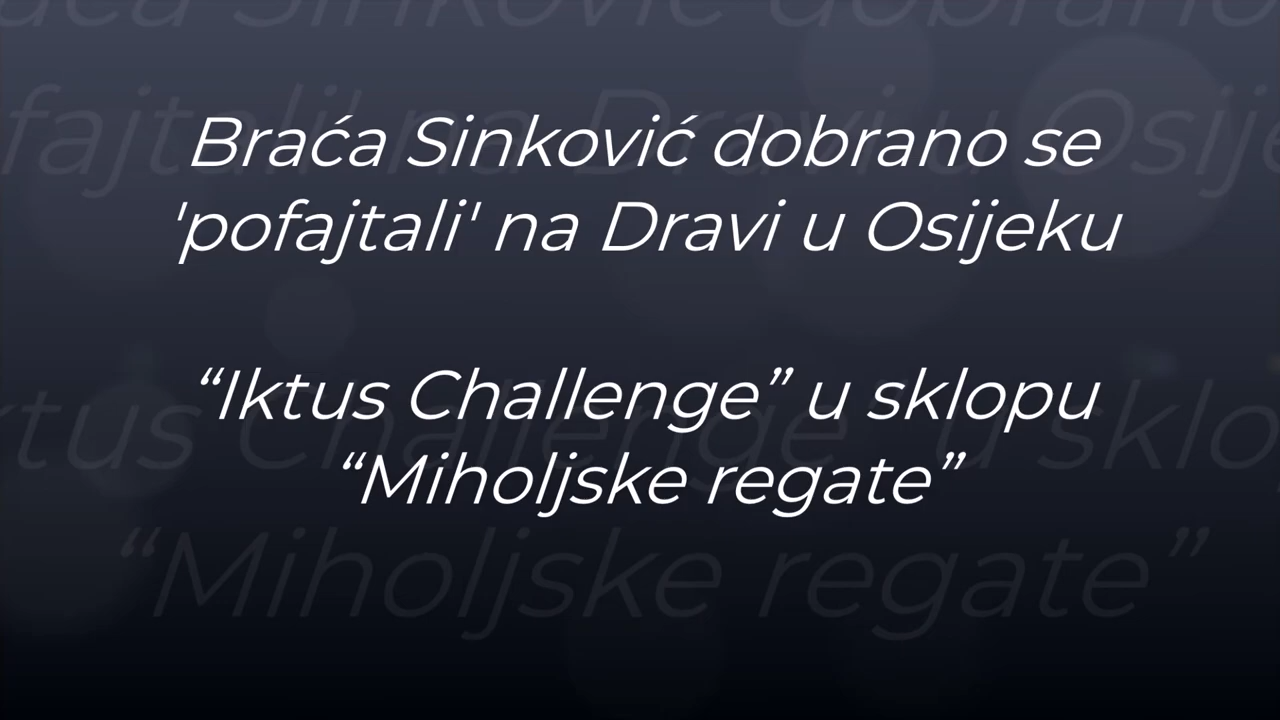 Braća Sinković dobrano se
'pofajtali' na Dravi u Osijeku
“Iktus Challenge” u sklopu
“Miholjske regate”